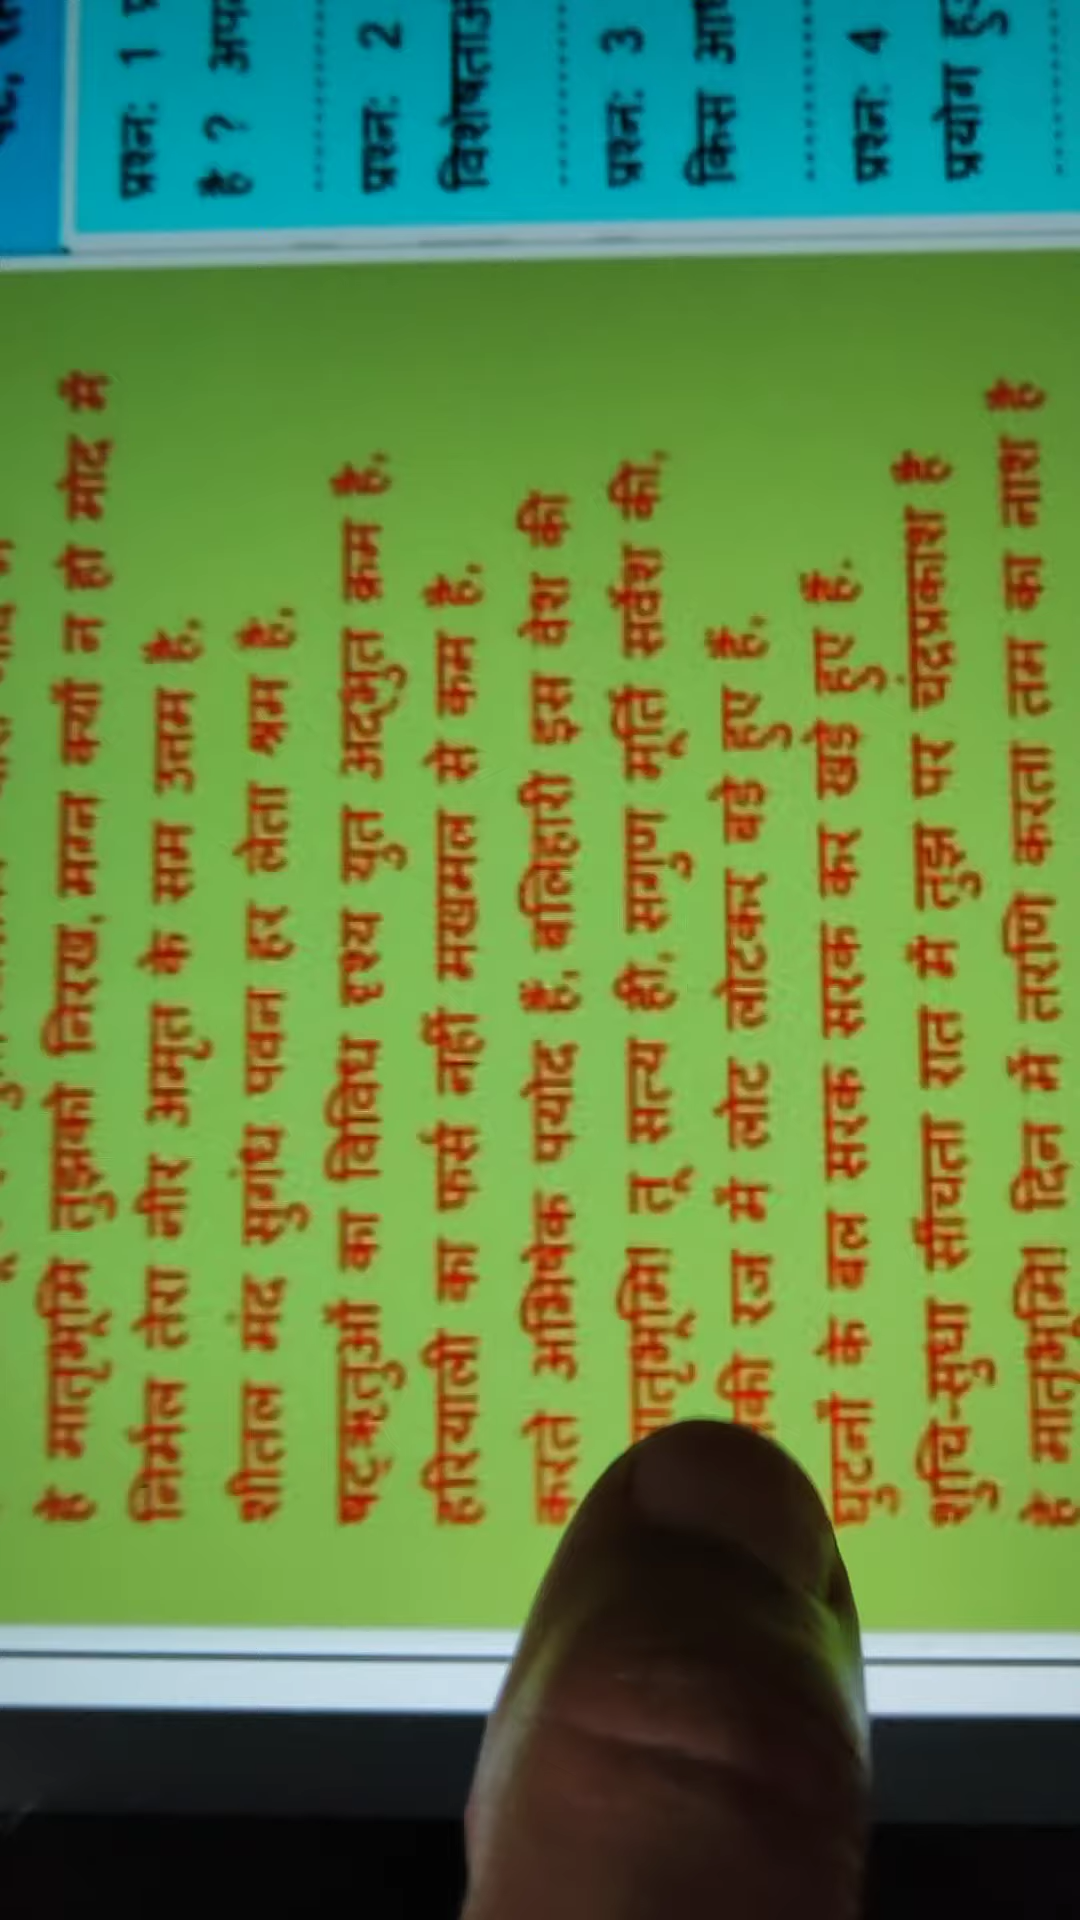 हे मातृभूमि तुझको निरख, मग्न क्यों न हो मोद में
निर्मल तेरा नीर अमृत के सम उत्तम है,
शीतल मंद सुगंध पवन हर लेता श्रम है,
षट्ऋतुओं का विविध दृश्य युत अद्भुत क्रम है,
हरियाली का फर्स नहीं मखमल से कम है,
करते अभिषेक पयोद हैं, बलिहारी इस वेश की
मातृभूमि! तू सत्य ही, सगुण मूर्ति सर्वेश की,
रज में लोट लोटकर बड़े हुए हैं,
घुटनों के बल सरक सरक कर खड़े हुए हैं.
शुचि-सुधा सींचता रात में तुझ पर चंद्रप्रकाश है
हे मातृभूमि! दिन में तरणि करता तम का नाश है
प्रश्न: 1
है ?
प्रश्न: 2
प्रश्न: 3
किस
प्रश्न: 4
प्रयोग